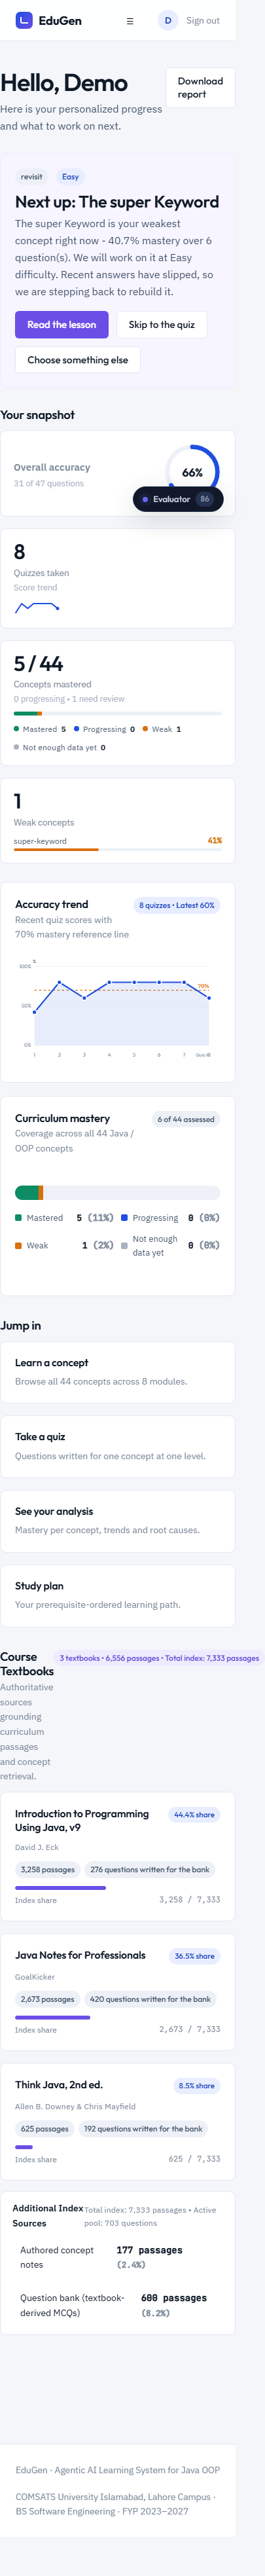 EduGen
☰
D
Sign out
Hello, Demo
Here is your personalized progress
and what to work on next.
Download
report
revisit
Easy
Next up: The super Keyword
The super Keyword is your weakest
concept right now - 40.7% mastery over 6
question(s). We will work on it at Easy
difficulty. Recent answers have slipped, so
we are stepping back to rebuild it.
Read the lesson
Skip to the quiz
Choose something else
Your snapshot
Overall accuracy
31 of 47 questions
66%
Evaluator 86
8
Quizzes taken
Score trend
5 / 44
Concepts mastered
0 progressing • 1 need review
Mastered 5
Progressing 0
Weak 1
Not enough data yet 0
1
Weak concepts
super-keyword
41%
Accuracy trend
8 quizzes • Latest 60%
Recent quiz scores with
70% mastery reference line
%
100%
50%
0%
70%
1 2 3 4 5 6 7
Curriculum mastery
6 of 44 assessed
Coverage across all 44 Java /
OOP concepts
Mastered 5 (11%)
Progressing 0 (0%)
Weak 1 (2%)
Not enough
data yet
0 (0%)
Jump in
Learn a concept
Browse all 44 concepts across 8 modules.
Take a quiz
Questions written for one concept at one level.
See your analysis
Mastery per concept, trends and root causes.
Study plan
Your prerequisite-ordered learning path.
Course
Textbooks
3 textbooks • 6,556 passages • Total index: 7,333 passages
Authoritative
sources
grounding
curriculum
passages
and concept
retrieval.
Introduction to Programming
Using Java, v9
44.4% share
David J. Eck
3,258 passages
276 questions written for the bank
Index share
3,258 / 7,333
Java Notes for Professionals
36.5% share
GoalKicker
2,673 passages
420 questions written for the bank
Index share
2,673 / 7,333
Think Java, 2nd ed.
8.5% share
Allen B. Downey & Chris Mayfield
625 passages
192 questions written for the bank
Index share
625 / 7,333
Additional Index
Sources
Total index: 7,333 passages • Active
pool: 703 questions
Authored concept
notes
177 passages
(2.4%)
Question bank (textbook-
derived MCQs)
600 passages
(8.2%)
EduGen · Agentic AI Learning System for Java OOP
COMSATS University Islamabad, Lahore Campus ·
BS Software Engineering · FYP 2023–2027